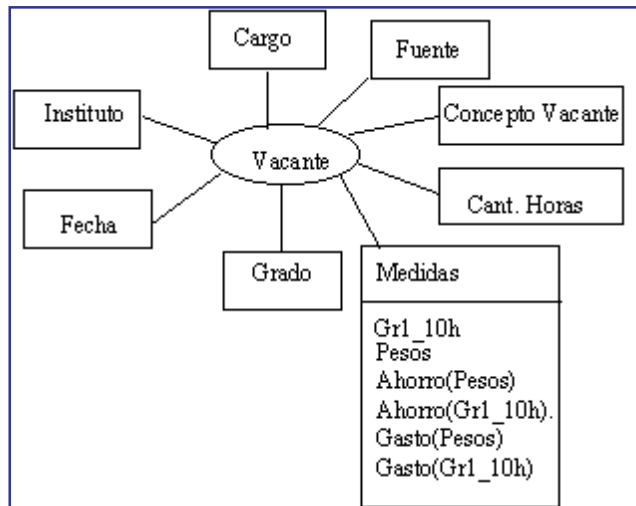 Cargo
Fuente
Instituto
Concepto Vacante
Vacante
Cant. Horas
Fecha
Grado
Medidas
Gr1_10h
Pesos
Ahorro(Pesos)
Ahorro(Gr1_10h).
Gasto(Pesos)
Gasto(Gr1_10h)